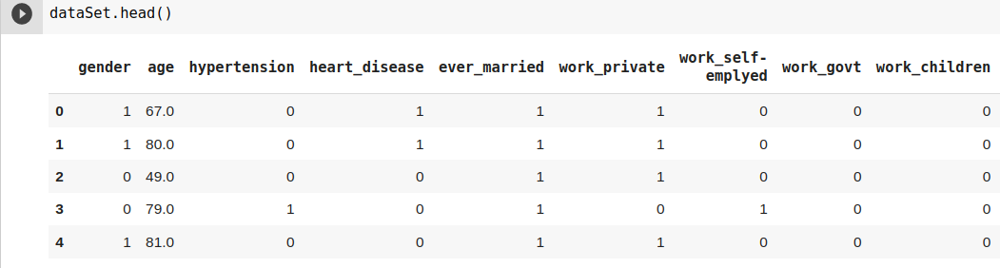 dataSet.head()
gender age hypertension heart_disease ever_married work_private work_self-emplyed work_govt work_children
0 1 67.0 0 1 1 1 0 0 0
1 1 80.0 0 1 1 1 0 0 0
2 0 49.0 0 0 1 1 0 0 0
3 0 79.0 1 0 1 0 1 0 0
4 1 81.0 0 0 1 1 0 0 0